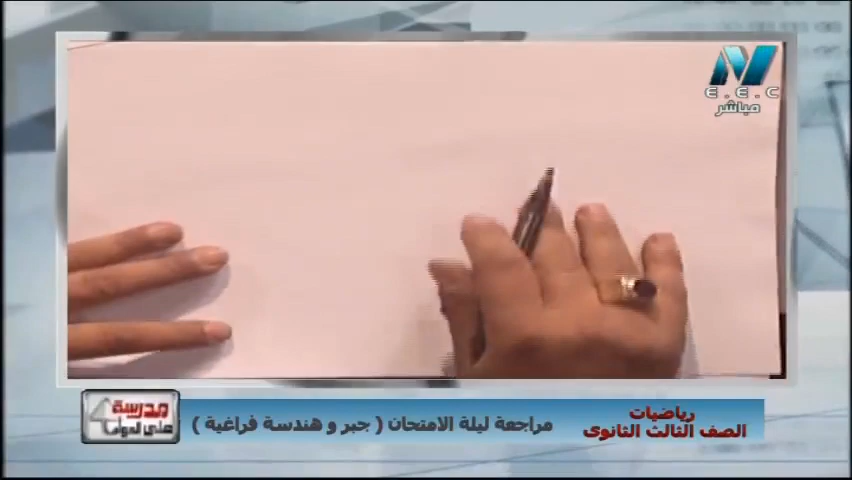 E.E.C
مباشر
رياضيات
الصف الثالث الثانوى
مراجعة ليلة الامتحان ( جبر و هندسة فراغية )
مدرسة
على الهواء